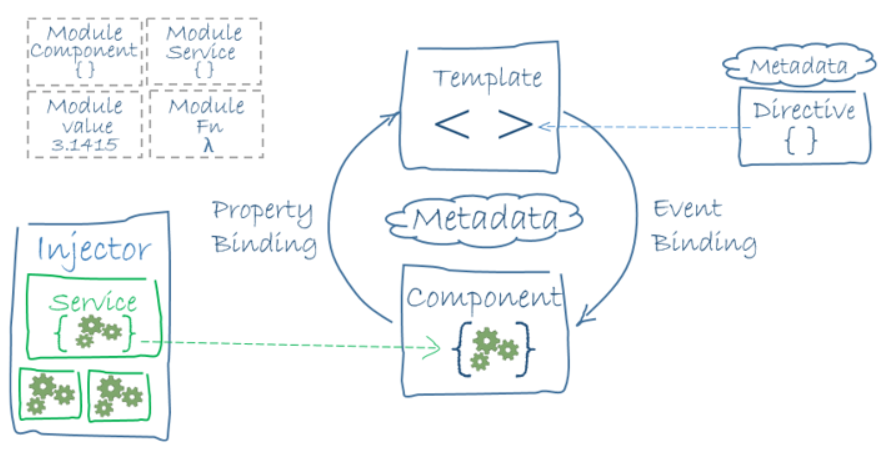 Module
Component
{ }
Module
Service
{ }
Module
value
3.1415
Module
Fn
λ
Template
< >
Metadata
Directive
{ }
Property
Binding
Metadata
Event
Binding
Injector
Service
{ }
Component
{ }